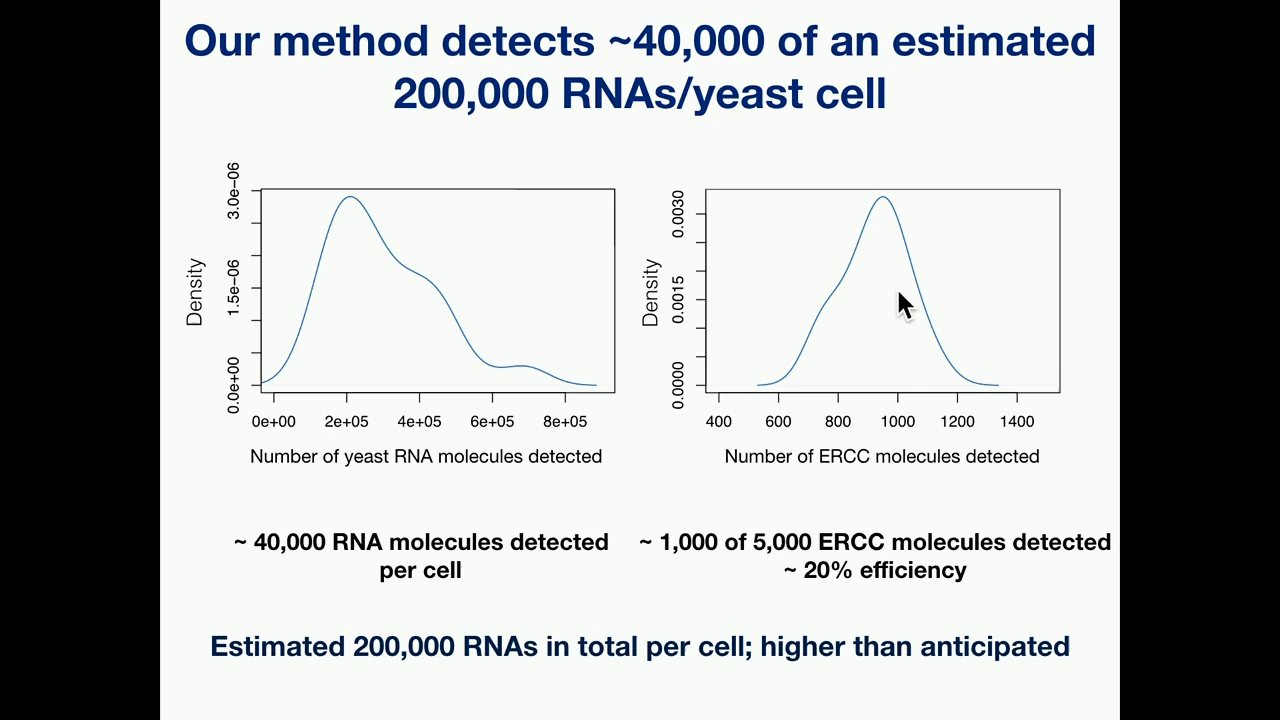 Our method detects ~40,000 of an estimated
200,000 RNAs/yeast cell
Density
0.0e+00
1.5e−06
3.0e−06
0e+00 2e+05 4e+05 6e+05 8e+05
Number of yeast RNA molecules detected
Density
0.0000
0.0015
0.0030
400 600 800 1000 1200 1400
Number of ERCC molecules detected
~ 40,000 RNA molecules detected
per cell
~ 1,000 of 5,000 ERCC molecules detected
~ 20% efficiency
Estimated 200,000 RNAs in total per cell; higher than anticipated